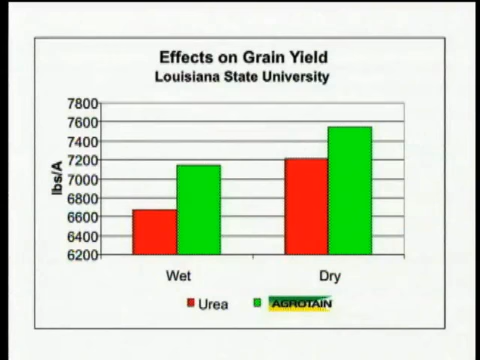 Effects on Grain Yield
Louisiana State University
lbs/A
7800
7600
7400
7200
7000
6800
6600
6400
6200
Wet Dry
Urea AGROTAIN